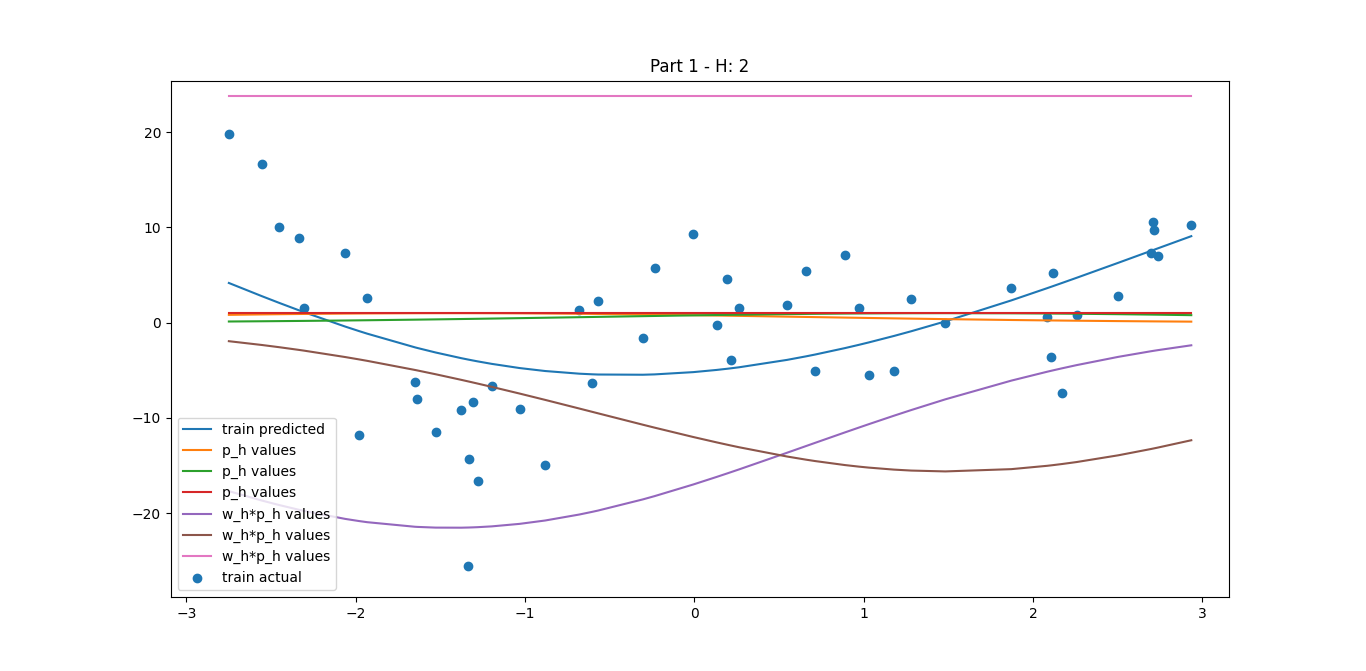 Part 1 - H: 2
20
10
0
−10
−20
train predicted
p_h values
p_h values
p_h values
w_h*p_h values
w_h*p_h values
w_h*p_h values
train actual
−3 −2 −1 0 1 2 3